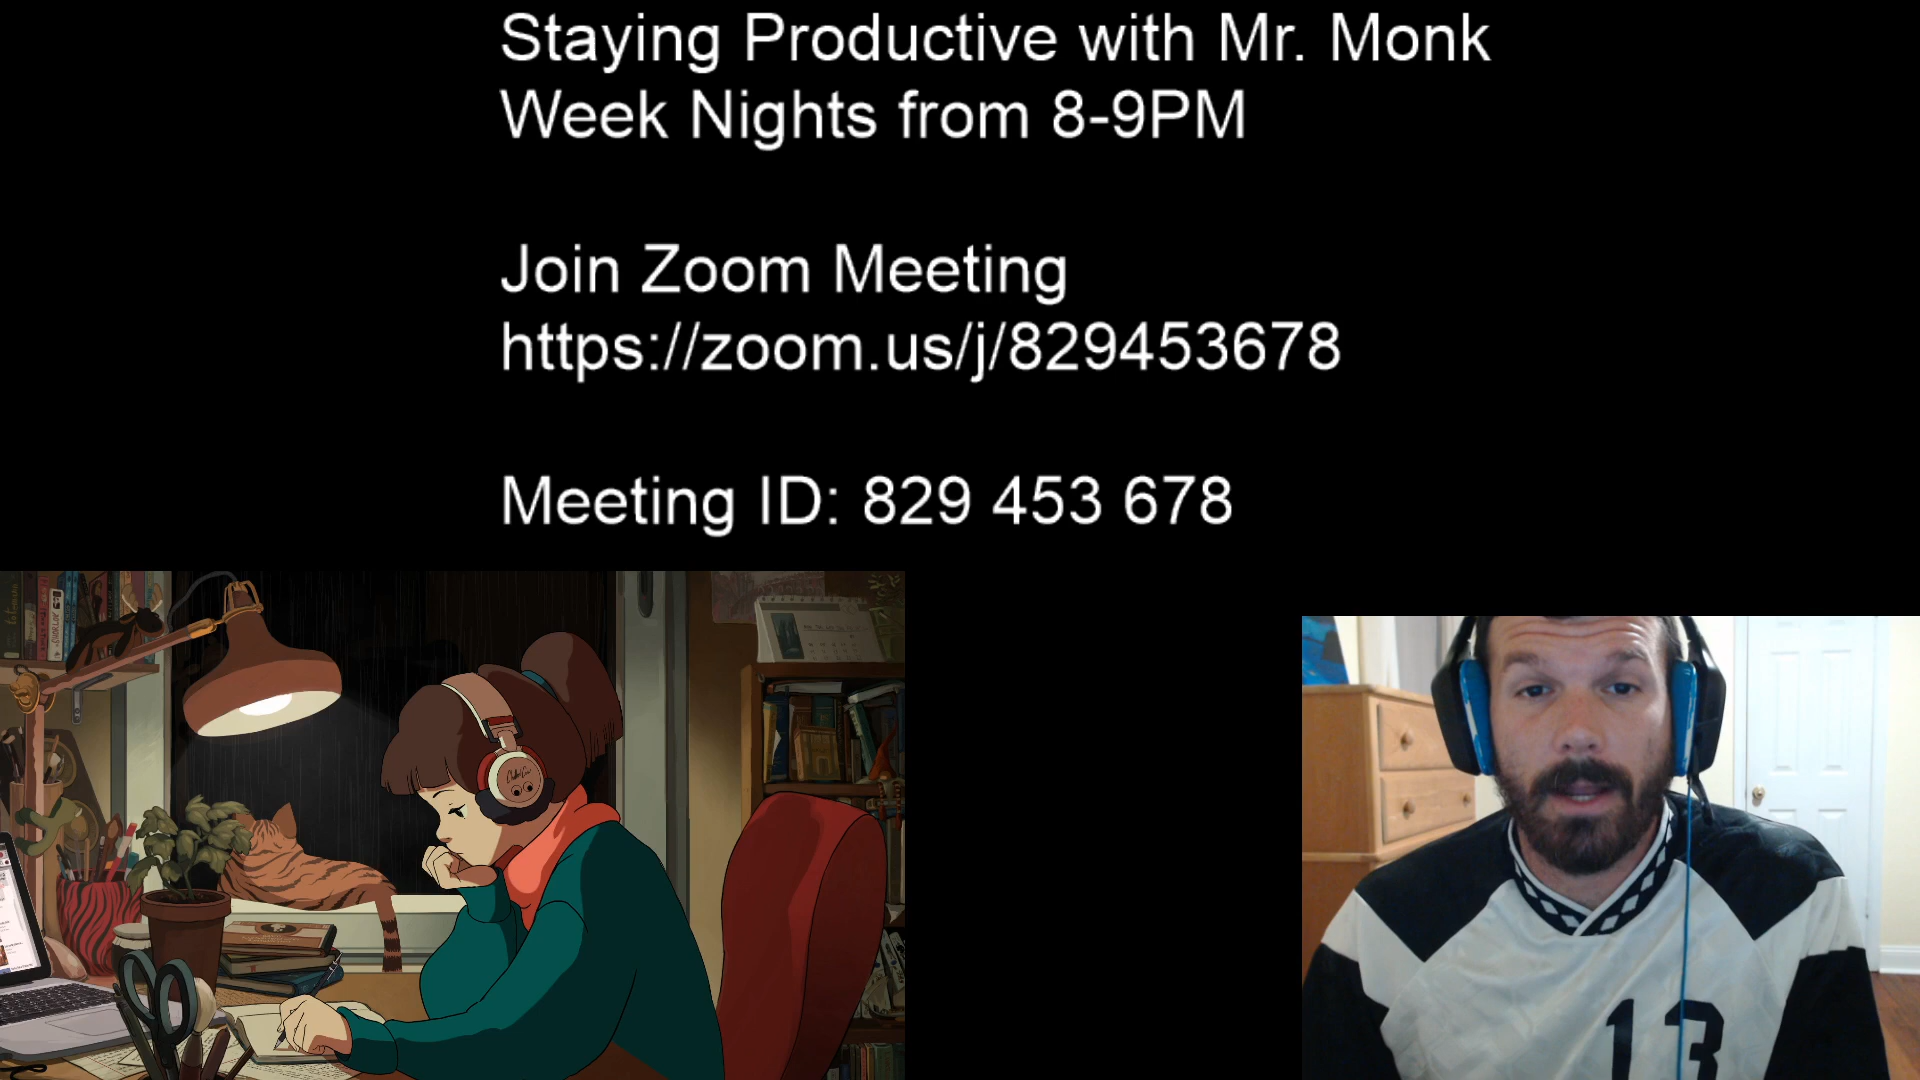 Staying Productive with Mr. Monk
Week Nights from 8-9PM
Join Zoom Meeting
https://zoom.us/j/829453678
Meeting ID: 829 453 678
13